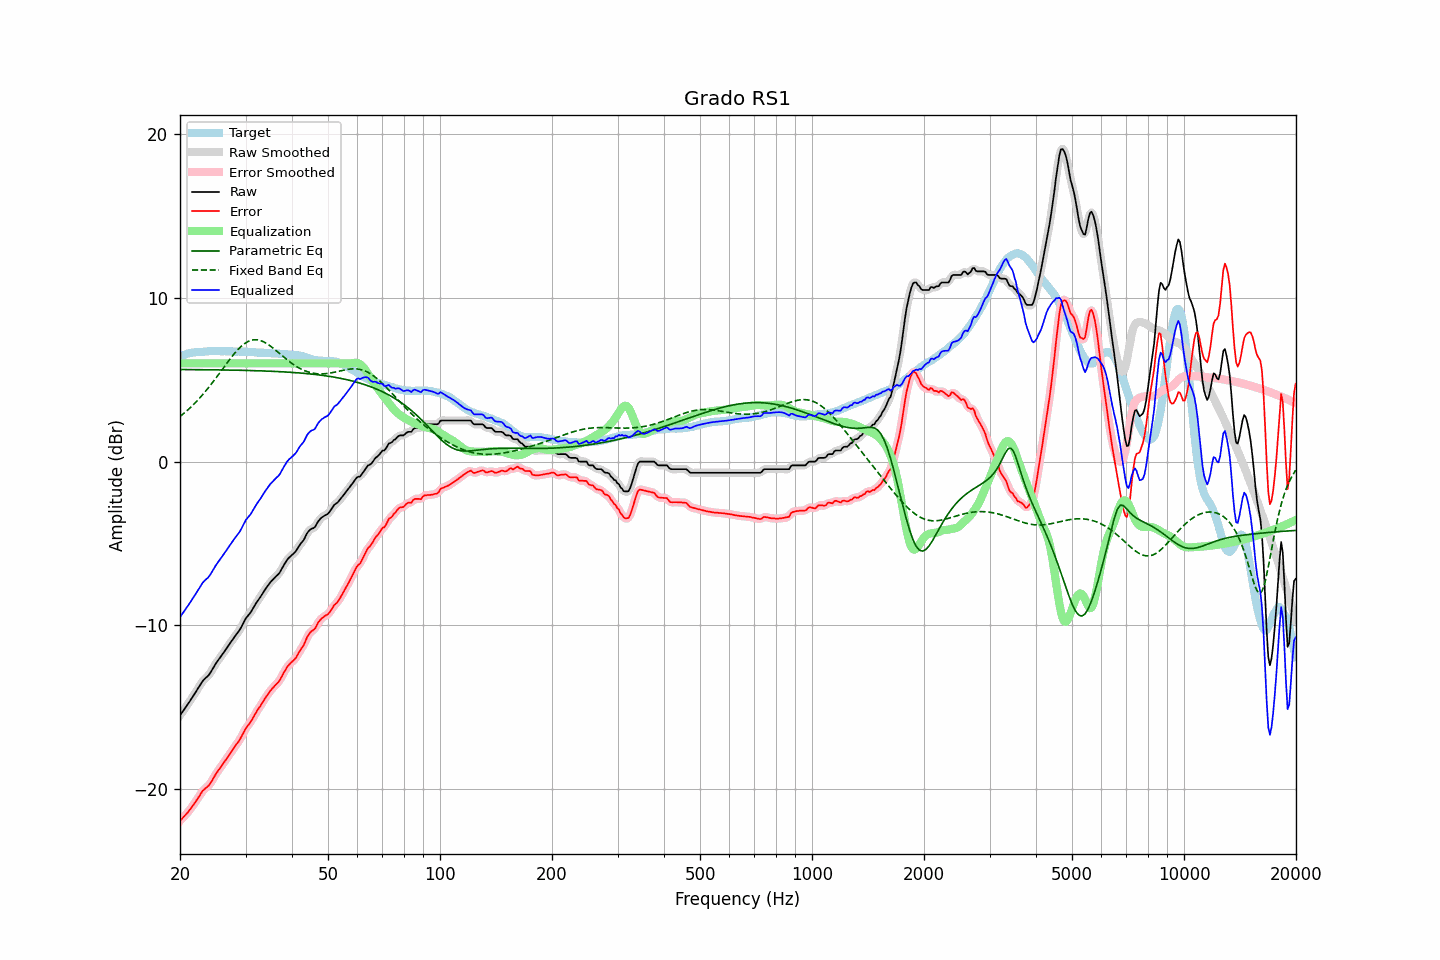 Grado RS1
20
10
0
−10
−20
Amplitude (dBr)
Target
Raw Smoothed
Error Smoothed
Raw
Error
Equalization
Parametric Eq
Fixed Band Eq
Equalized
20
50
100
200
500
1000
2000
5000
10000
20000
Frequency (Hz)